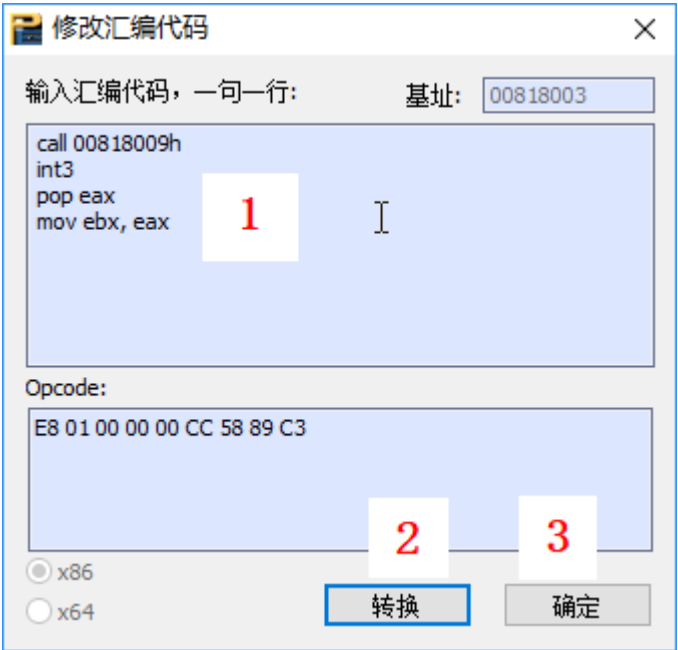 修改汇编代码
输入汇编代码，一句一行: 基址: 00818003
call 00818009h
int3
pop eax
mov ebx, eax
1
Opcode:
E8 01 00 00 00 CC 58 89 C3
2
3
x86
x64
转换
确定